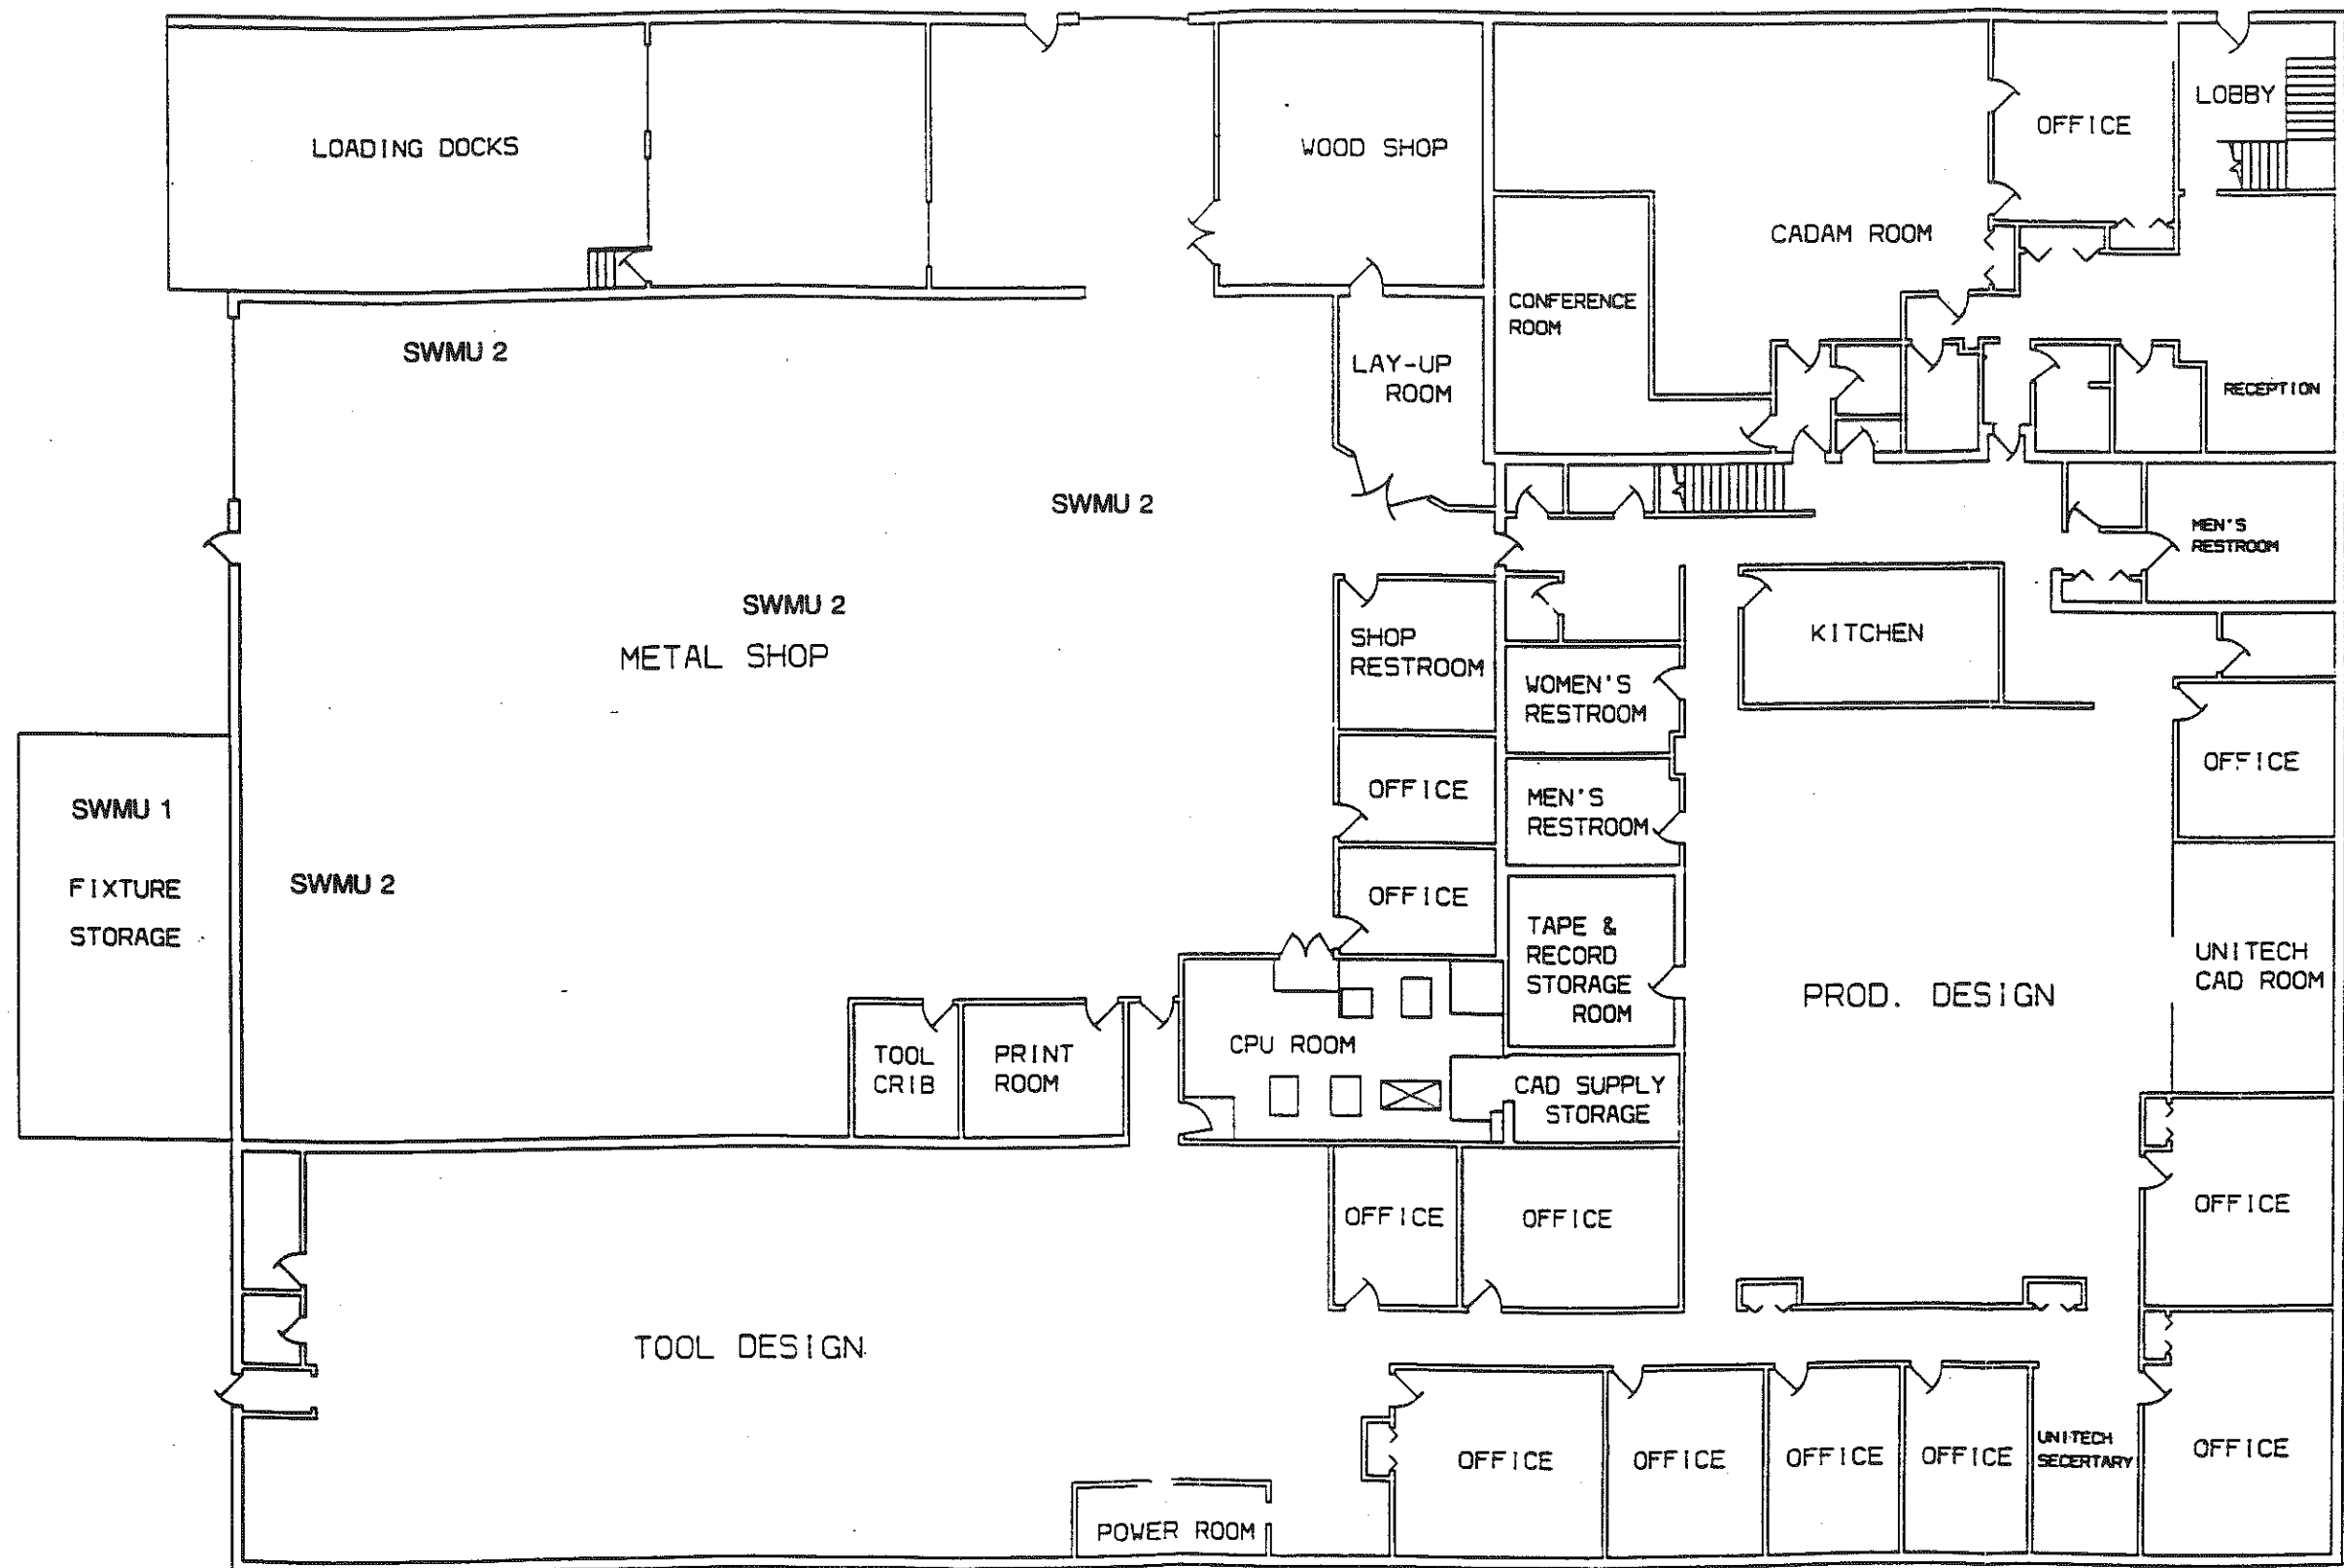 LOADING DOCKS
WOOD SHOP
OFFICE
LOBBY
CADAM ROOM
CONFERENCE
ROOM
SWMU 2
LAY-UP
ROOM
RECEPTION
SWMU 2
MEN'S
RESTROOM
SWMU 2
METAL SHOP
SHOP
RESTROOM
KITCHEN
WOMEN'S
RESTROOM
OFFICE
OFFICE
MEN'S
RESTROOM
SWMU 1
FIXTURE
STORAGE
SWMU 2
OFFICE
TAPE &
RECORD
STORAGE
ROOM
UNITECH
CAD ROOM
PROD. DESIGN
TOOL
CRIB
PRINT
ROOM
CPU ROOM
CAD SUPPLY
STORAGE
OFFICE
OFFICE
OFFICE
TOOL DESIGN
OFFICE
OFFICE
OFFICE
OFFICE
UNITECH
SECERTARY
OFFICE
POWER ROOM